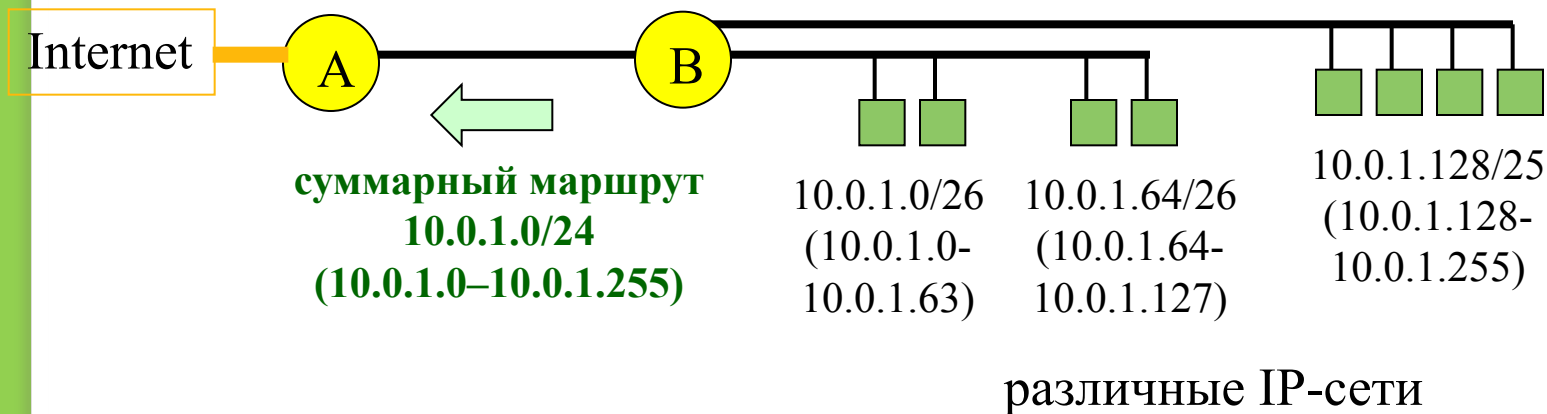 Internet
A
B
суммарный маршрут
10.0.1.0/24
(10.0.1.0–10.0.1.255)
10.0.1.0/26
(10.0.1.0-
10.0.1.63)
10.0.1.64/26
(10.0.1.64-
10.0.1.127)
10.0.1.128/25
(10.0.1.128-
10.0.1.255)
различные IP-сети